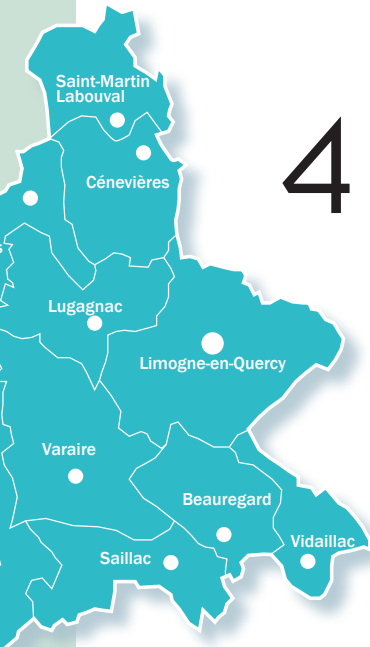 Saint-Martin
Labouval
4
Cénevières
s
Lugagnac
Limogne-en-Quercy
Varaire
Beauregard
Vidaillac
Saillac